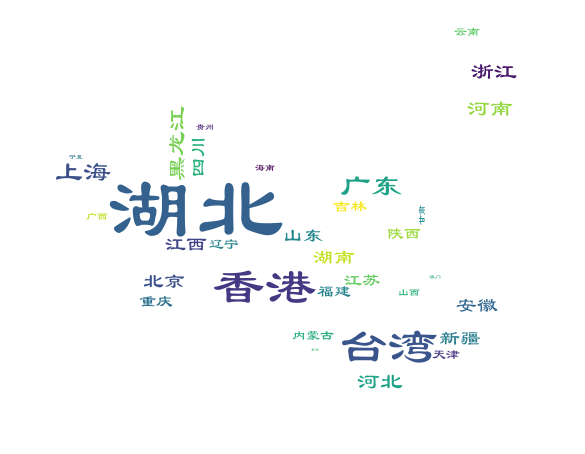 云南
浙江
河南
贵州
黑龙江
四川
宁夏
海南
上海
湖北
广东
广西
吉林
甘肃
江西
辽宁
山东
陕西
湖南
澳门
北京
香港
福建
江苏
山西
重庆
安徽
内蒙古
台湾
新疆
天津
河北